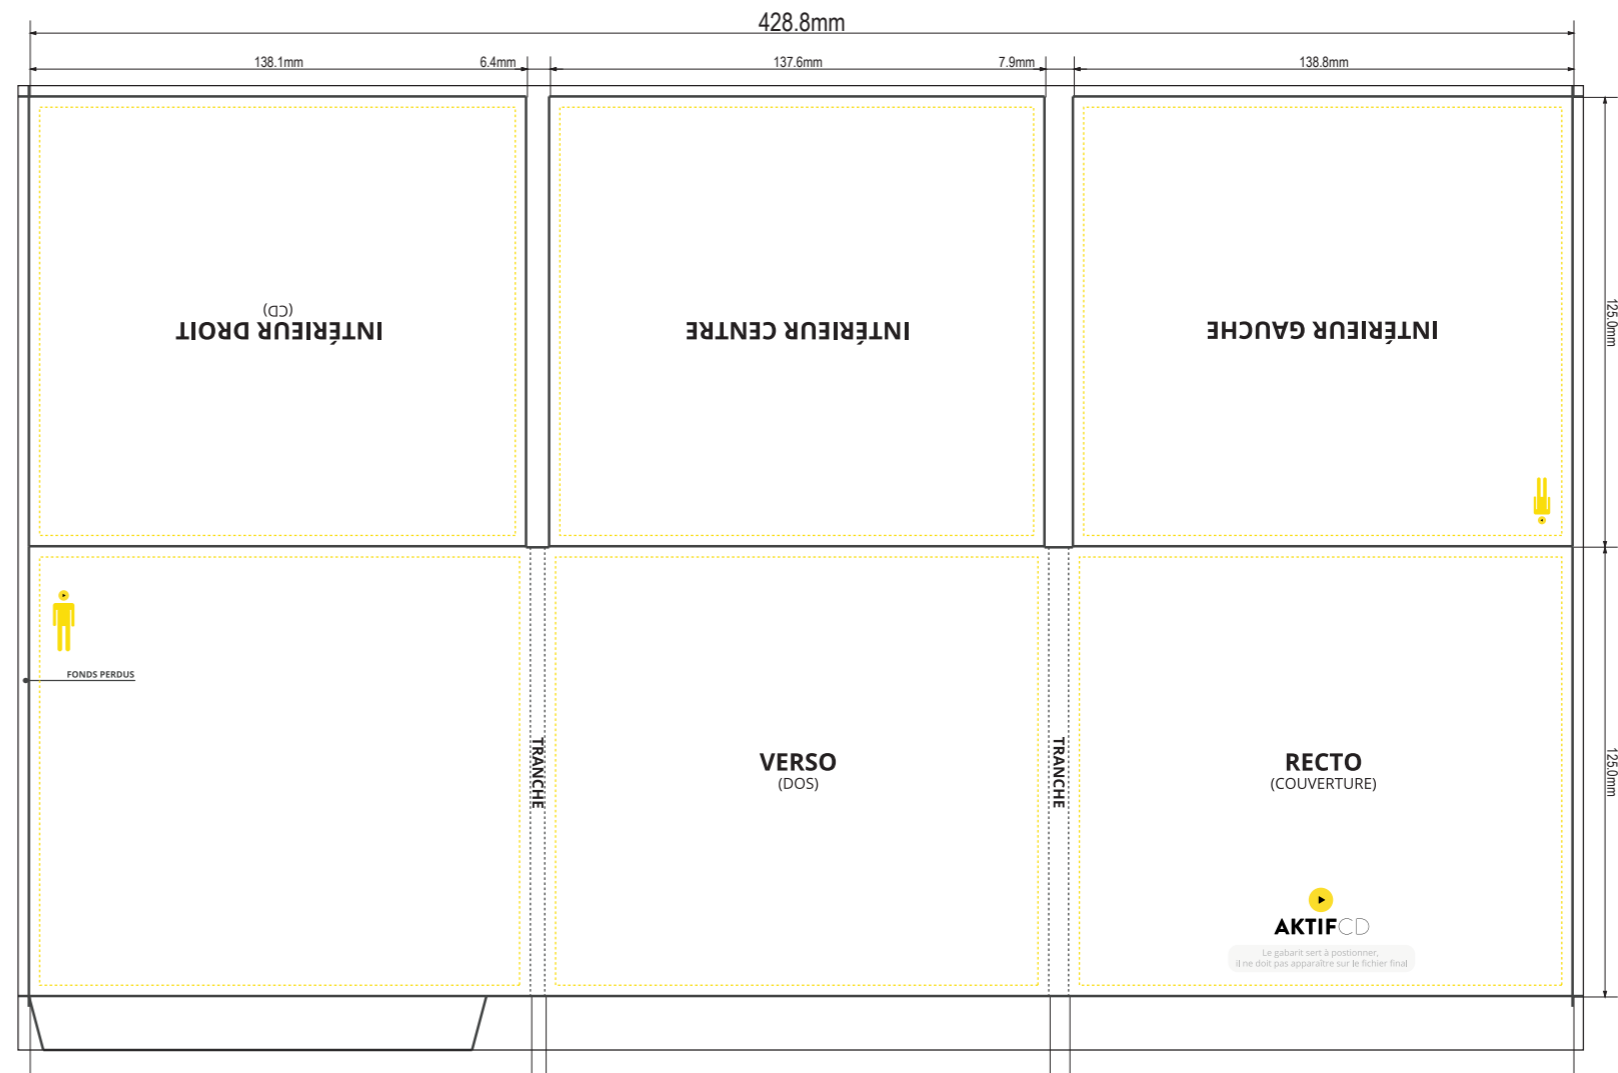 428.8mm
138.1mm
6.4mm
137.6mm
7.9mm
138.8mm
INTÉRIEUR DROIT
(CD)
INTÉRIEUR CENTRE
INTÉRIEUR GAUCHE
125.0mm
FONDS PERDUS
TRANCHE
VERSO
(DOS)
TRANCHE
RECTO
(COUVERTURE)
125.0mm
AKTIFCD
Le gabarit sert à postionner,
il ne doit pas apparaître sur le fichier final